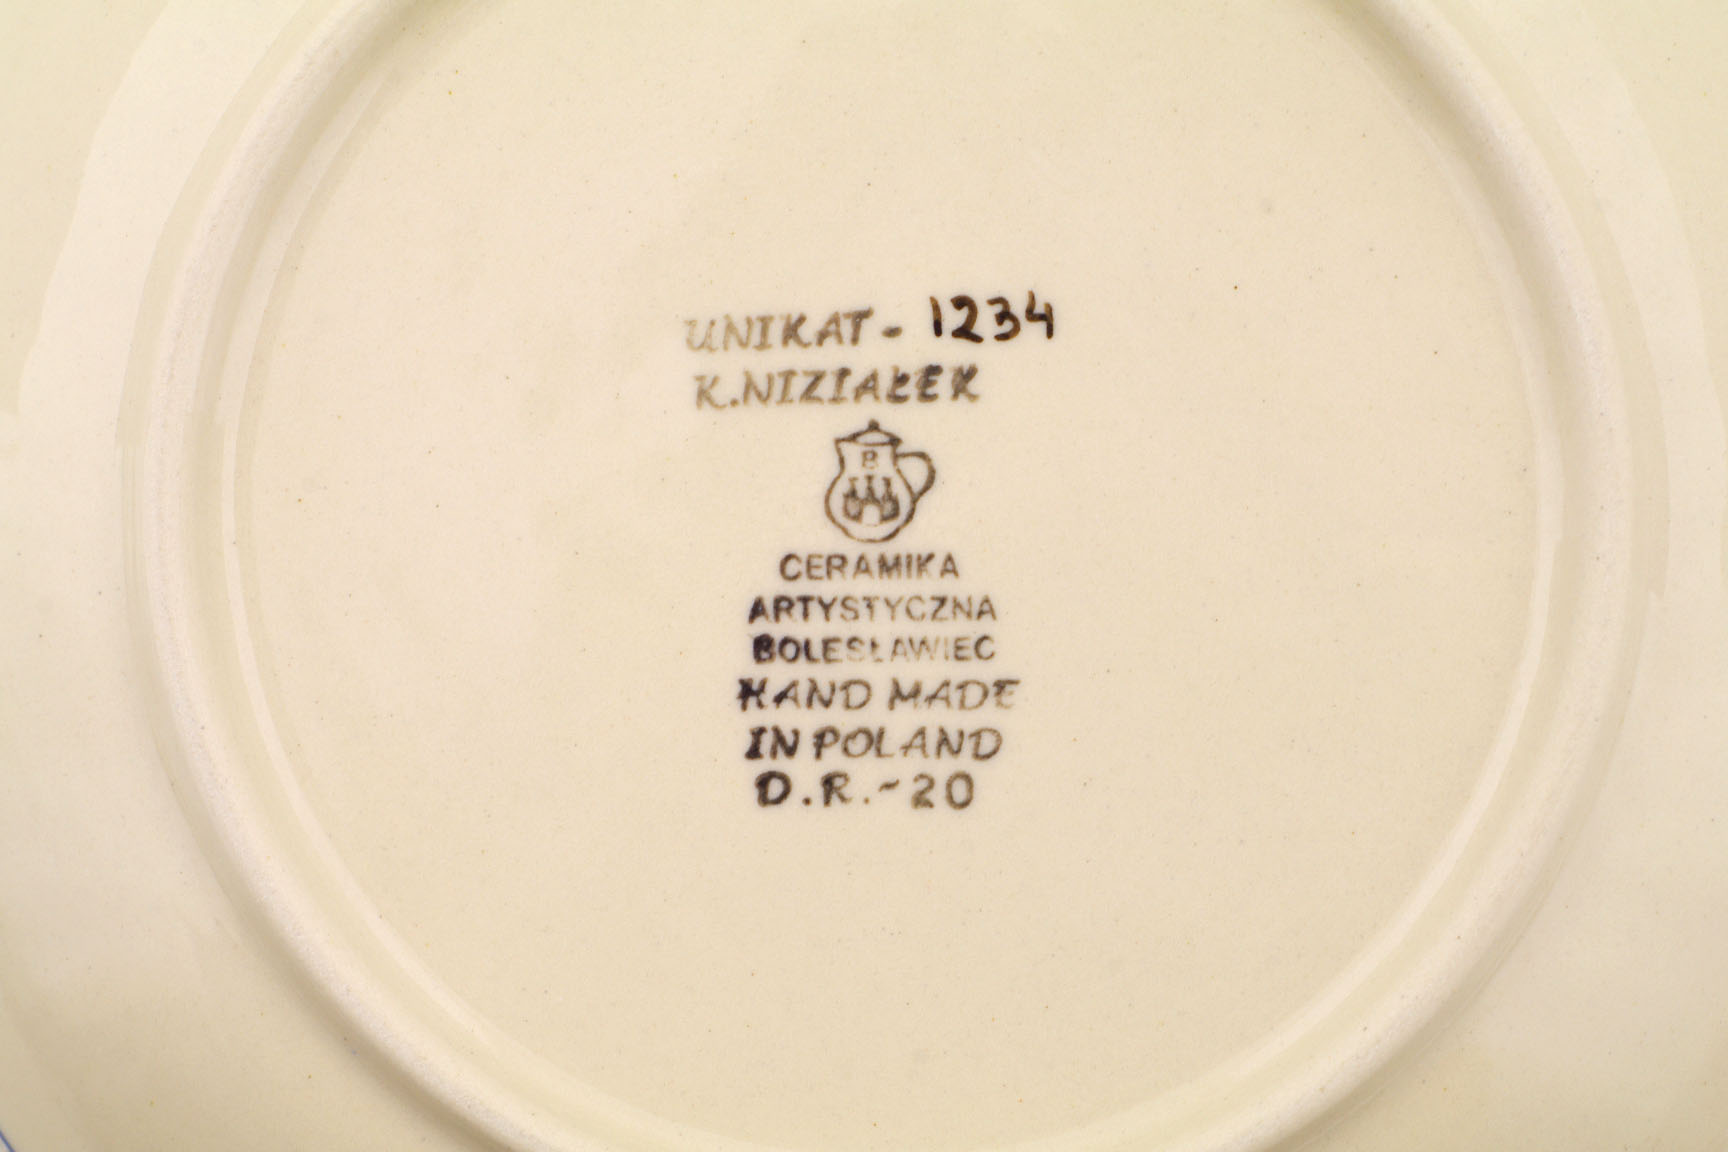 UNIKAT - 1234
K.NIZIAŁEK
B
CERAMIKA
ARTYSTYCZNA
BOLESŁAWIEC
HAND MADE
IN POLAND
D.R.-20